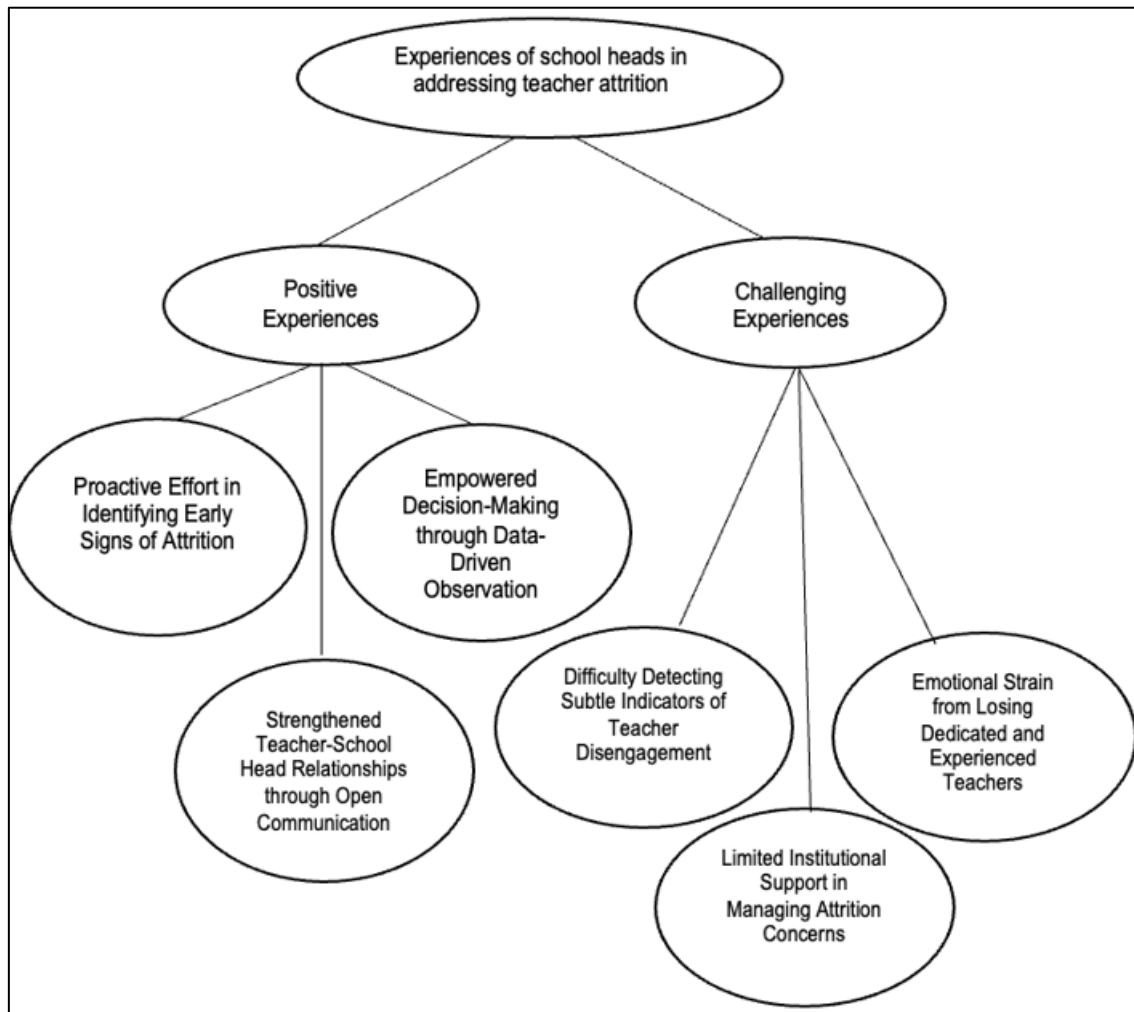 Experiences of school heads in
addressing teacher attrition
Positive
Experiences
Challenging
Experiences
Proactive Effort in
Identifying Early
Signs of Attrition
Empowered
Decision-Making
through Data-
Driven
Observation
Strengthened
Teacher-School
Head Relationships
through Open
Communication
Difficulty Detecting
Subtle Indicators of
Teacher
Disengagement
Limited Institutional
Support in
Managing Attrition
Concerns
Emotional Strain
from Losing
Dedicated and
Experienced
Teachers